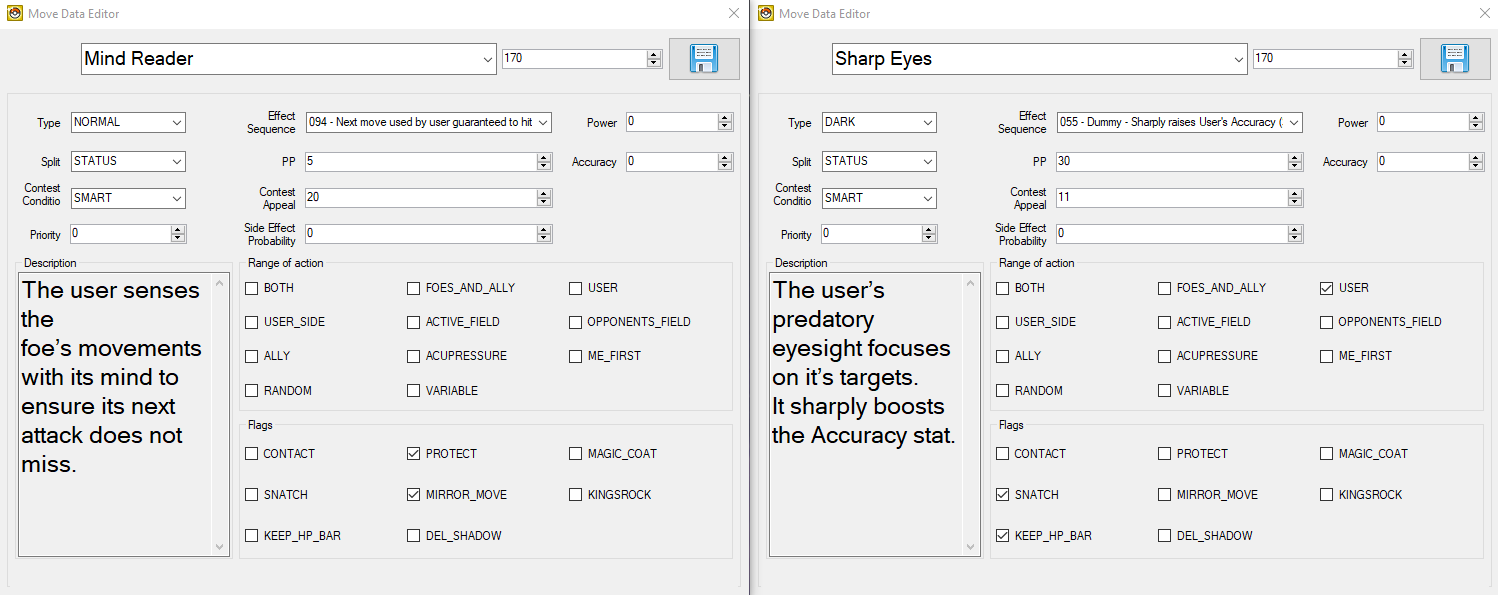 Move Data Editor
Mind Reader
170
Type
NORMAL
Effect
Sequence
094 - Next move used by user guaranteed to hit
Power
0
Split
STATUS
PP
5
Accuracy
0
Contest
Conditio
SMART
Contest
Appeal
20
Priority
0
Side Effect
Probability
0
Description
The user senses
the
foe’s movements
with its mind to
ensure its next
attack does not
miss.
Range of action
BOTH
FOES_AND_ALLY
USER
USER_SIDE
ACTIVE_FIELD
OPPONENTS_FIELD
ALLY
ACUPRESSURE
ME_FIRST
RANDOM
VARIABLE
Flags
CONTACT
PROTECT
MAGIC_COAT
SNATCH
MIRROR_MOVE
KINGSROCK
KEEP_HP_BAR
DEL_SHADOW
Move Data Editor
Sharp Eyes
170
Type
DARK
Effect
Sequence
055 - Dummy - Sharply raises User's Accuracy (
Power
0
Split
STATUS
PP
30
Accuracy
0
Contest
Conditio
SMART
Contest
Appeal
11
Priority
0
Side Effect
Probability
0
Description
The user’s
predatory
eyesight focuses
on it’s targets.
It sharply boosts
the Accuracy stat.
Range of action
BOTH
FOES_AND_ALLY
USER
USER_SIDE
ACTIVE_FIELD
OPPONENTS_FIELD
ALLY
ACUPRESSURE
ME_FIRST
RANDOM
VARIABLE
Flags
CONTACT
PROTECT
MAGIC_COAT
SNATCH
MIRROR_MOVE
KINGSROCK
KEEP_HP_BAR
DEL_SHADOW